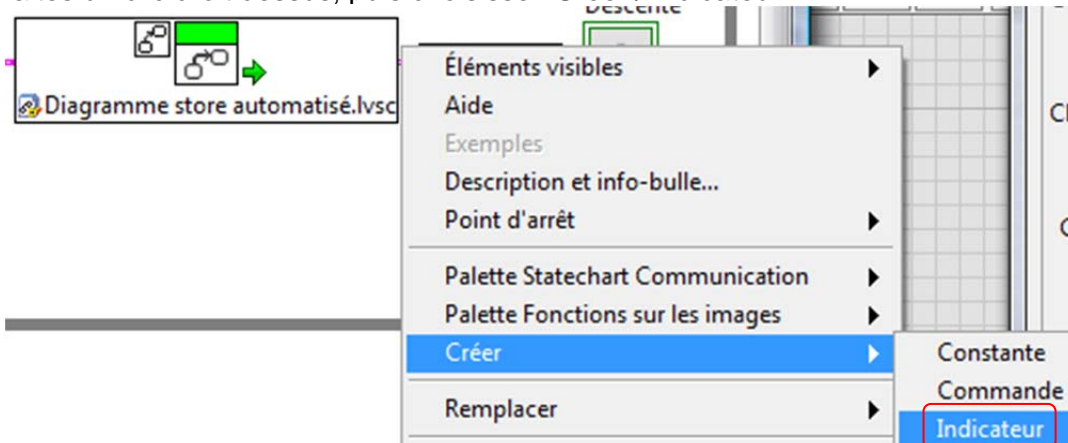 Descente
Diagramme store automatisé.lvsc
Éléments visibles
Aide
Exemples
Description et info-bulle...
Point d'arrêt
Palette Statechart Communication
Palette Fonctions sur les images
Créer
Remplacer
Constante
Commande
Indicateur